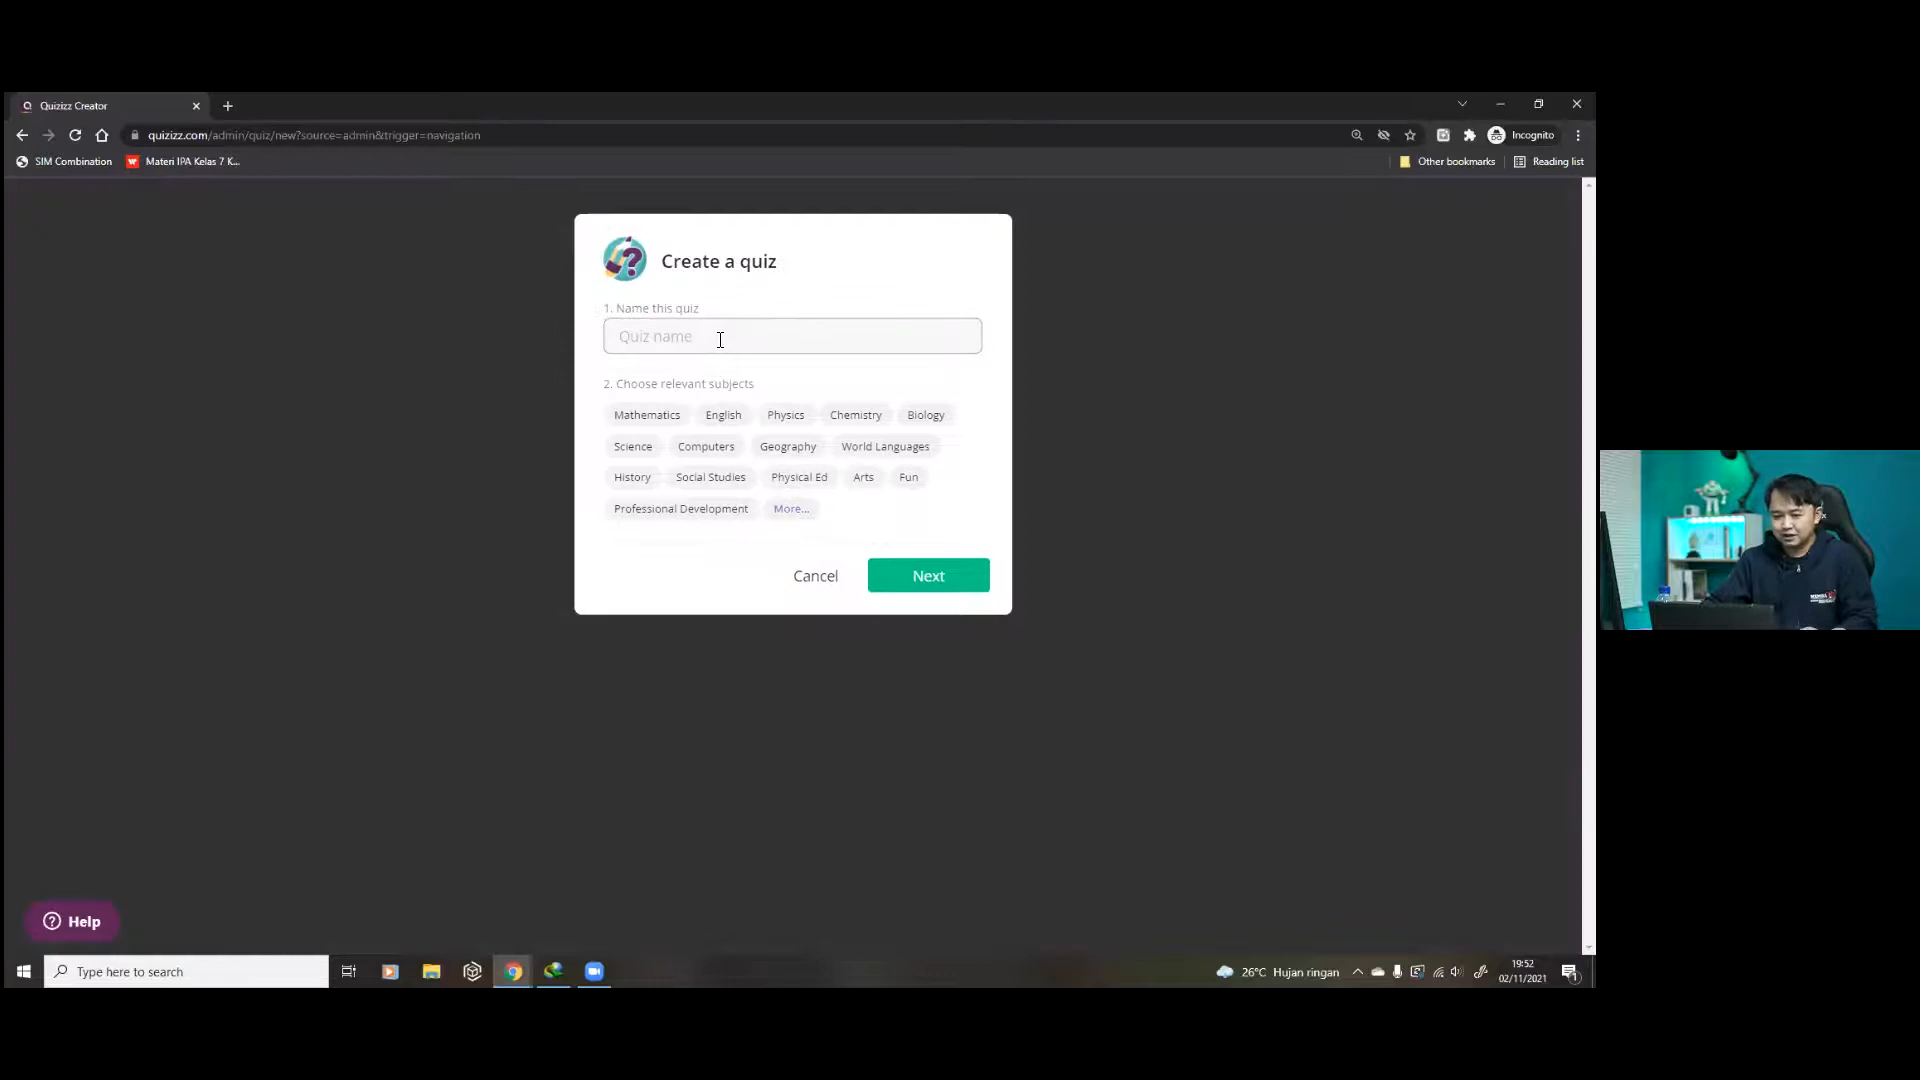 Quizizz Creator
quizizz.com/admin/quiz/new?source=admin&trigger=navigation
Incognito
SIM Combination
Materi IPA Kelas 7 K...
Other bookmarks
Reading list
Create a quiz
1. Name this quiz
Quiz name
2. Choose relevant subjects
Mathematics English Physics Chemistry Biology
Science Computers Geography World Languages
History Social Studies Physical Ed Arts Fun
Professional Development More...
Cancel Next
Help
Type here to search
26°C Hujan ringan
19:52
02/11/2021